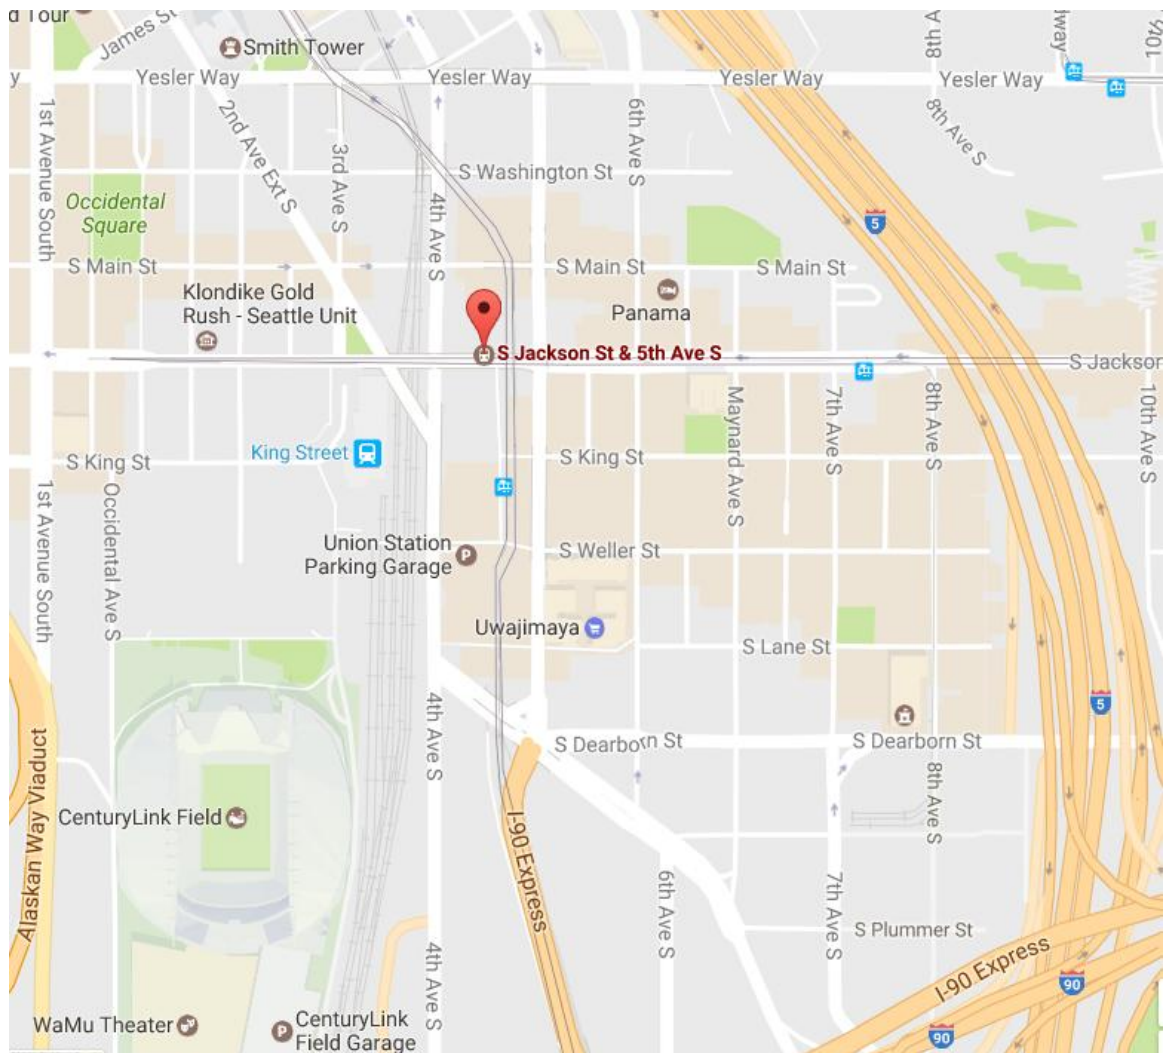 d Tour
James St
Smith Tower
8th A
dway
10th
y
Yesler Way
Yesler Way
Yesler Way
Yesler Way
1st Avenue South
2nd Ave Ext S
3rd Ave S
4th Ave S
6th Ave S
8th Ave S
S Washington St
Occidental
Square
5
S Main St
S Main St
S Main St
Klondike Gold
Rush - Seattle Unit
Panama
S Jackson St & 5th Ave S
S Jackson
Maynard Ave S
7th Ave S
8th Ave S
10th Ave S
King Street
S King St
S King St
1st Avenue South
Occidental Ave S
Union Station
Parking Garage
P
S Weller St
Uwajimaya
S Lane St
4th Ave S
5
S Dearborn St
S Dearborn St
Alaskan Way Viaduct
8th Ave S
CenturyLink Field
I-90 Express
6th Ave S
7th Ave S
S Plummer St
4th Ave S
I-90 Express
90
90
WaMu Theater
P
CenturyLink
Field Garage